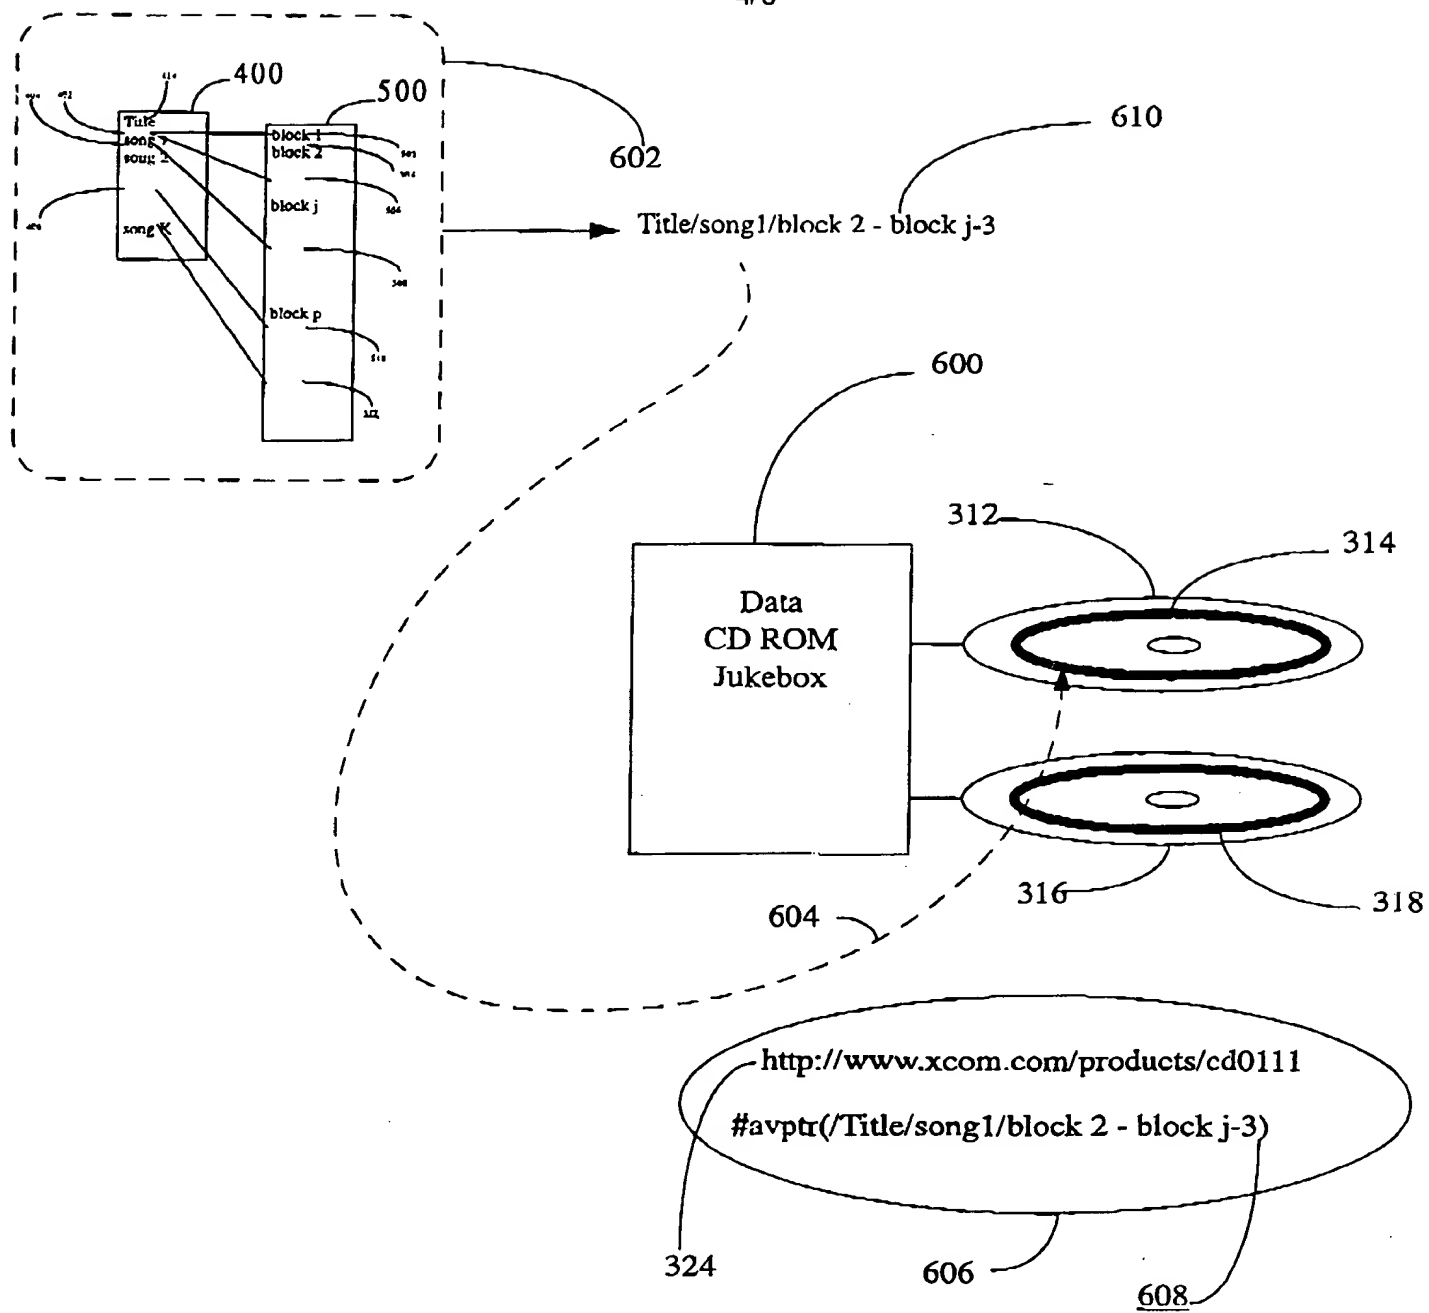 400
500
Title
song
song 2
song K
block 1
block 2
block j
block p
602
610
Title/song1/block 2 - block j-3
600
Data
CD ROM
Jukebox
312
314
316
318
604
http://www.xcom.com/products/cd0111
#avptr(/Title/song1/block 2 - block j-3)
324
606
608